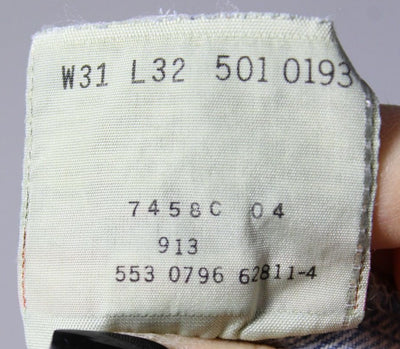 W31 L32 501 0193
7458C 04
913
553 0796 62811-4